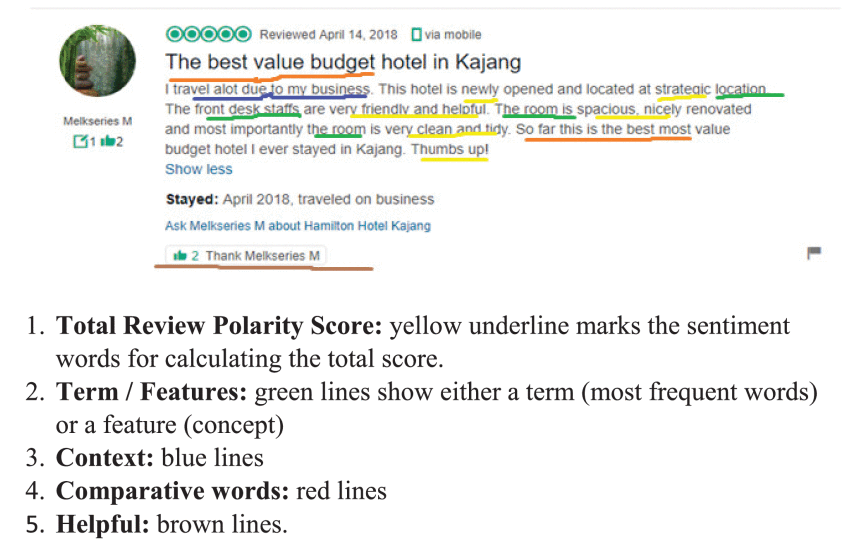 Reviewed April 14, 2018 via mobile
The best value budget hotel in Kajang
I travel alot due to my business. This hotel is newly opened and located at strategic location.
The front desk staffs are very friendly and helpful. The room is spacious, nicely renovated
Melkseries M
and most importantly the room is very clean and tidy. So far this is the best most value
1 2
budget hotel I ever stayed in Kajang. Thumbs up!
Show less
Stayed: April 2018, traveled on business
Ask Melkseries M about Hamilton Hotel Kajang
2 Thank Melkseries M
1. Total Review Polarity Score: yellow underline marks the sentiment
words for calculating the total score.
2. Term / Features: green lines show either a term (most frequent words)
or a feature (concept)
3. Context: blue lines
4. Comparative words: red lines
5. Helpful: brown lines.